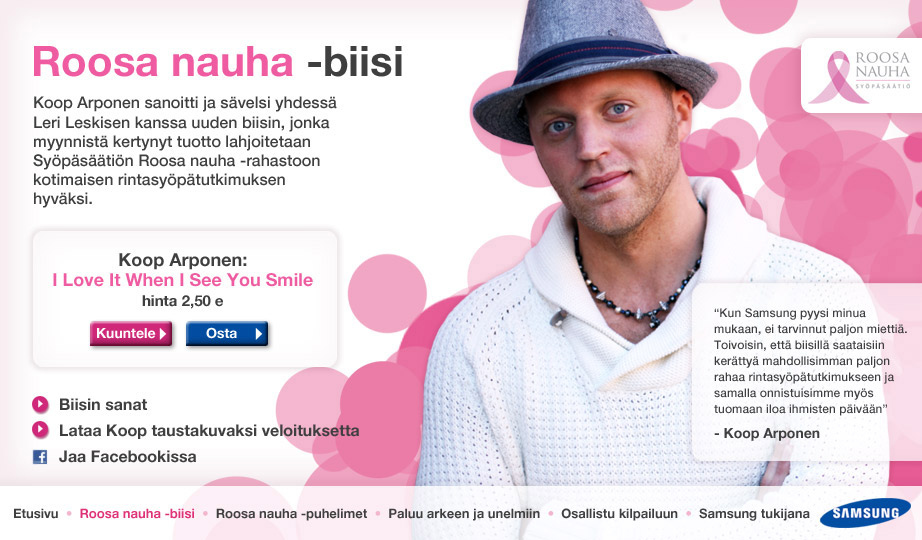 Roosa nauha -biisi
Koop Arponen sanoitti ja sävelsi yhdessä
Leri Leskisen kanssa uuden biisin, jonka
myynnistä kertynyt tuotto lahjoitetaan
Syöpäsäätiön Roosa nauha -rahastoon
kotimaisen rintasyöpätutkimuksen
hyväksi.
Koop Arponen:
I Love It When I See You Smile
hinta 2,50 e
Kuuntele
Osta
Biisin sanat
Lataa Koop taustakuvaksi veloituksetta
Jaa Facebookissa
ROOSA
NAUHA
SYÖPÄSÄÄTIÖ
“Kun Samsung pyysi minua
mukaan, ei tarvinnut paljon miettiä.
Toivoisin, että biisillä saataisiin
kerättyä mahdollisimman paljon
rahaa rintasyöpätutkimukseen ja
samalla onnistuisimme myös
tuomaan iloa ihmisten päivään”
- Koop Arponen
Etusivu • Roosa nauha -biisi • Roosa nauha -puhelimet • Paluu arkeen ja unelmiin • Osallistu kilpailuun • Samsung tukijana
SAMSUNG